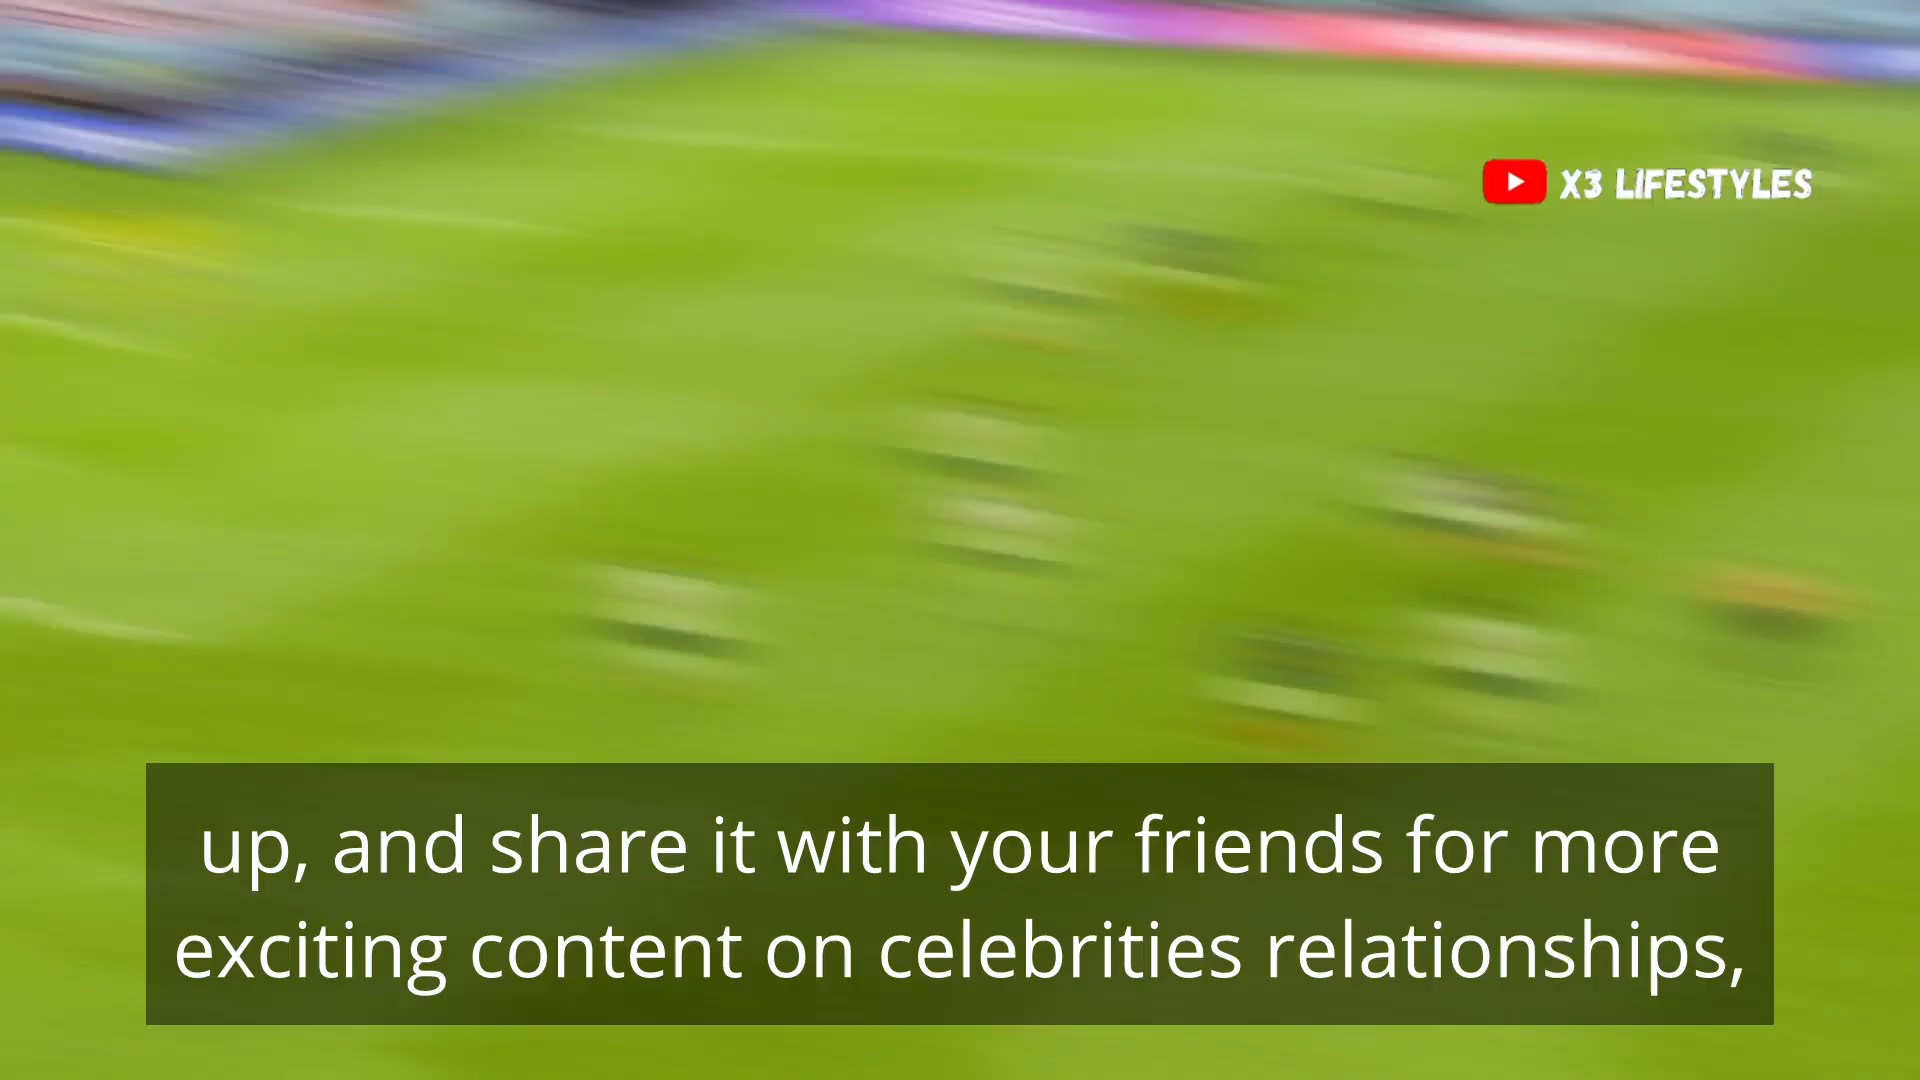 X3 LIFESTYLES
up, and share it with your friends for more
exciting content on celebrities relationships,